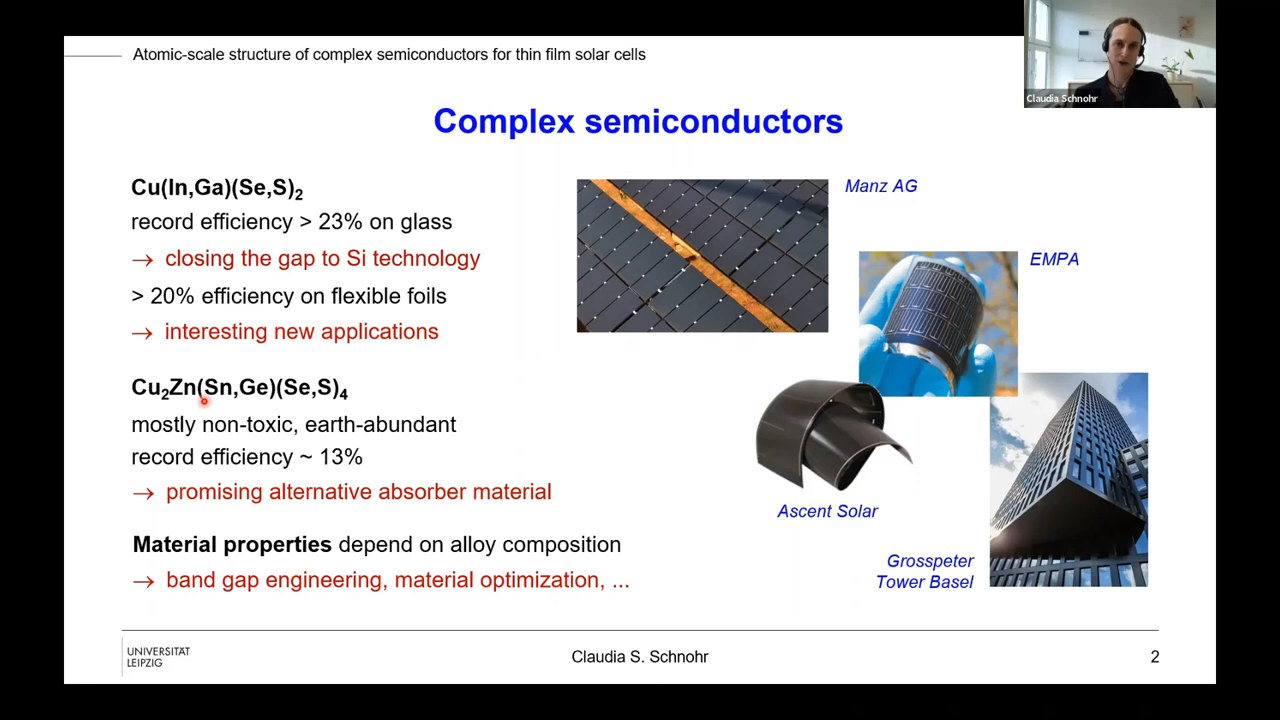 Atomic-scale structure of complex semiconductors for thin film solar cells
Claudia Schnohr
Complex semiconductors
Cu(In,Ga)(Se,S)₂
record efficiency > 23% on glass
→ closing the gap to Si technology
> 20% efficiency on flexible foils
→ interesting new applications
Cu₂Zn(Sn,Ge)(Se,S)₄
mostly non-toxic, earth-abundant
record efficiency ~ 13%
→ promising alternative absorber material
Material properties depend on alloy composition
→ band gap engineering, material optimization, ...
Manz AG
EMPA
Ascent Solar
Grosspeter
Tower Basel
UNIVERSITÄT
LEIPZIG
Claudia S. Schnohr
2